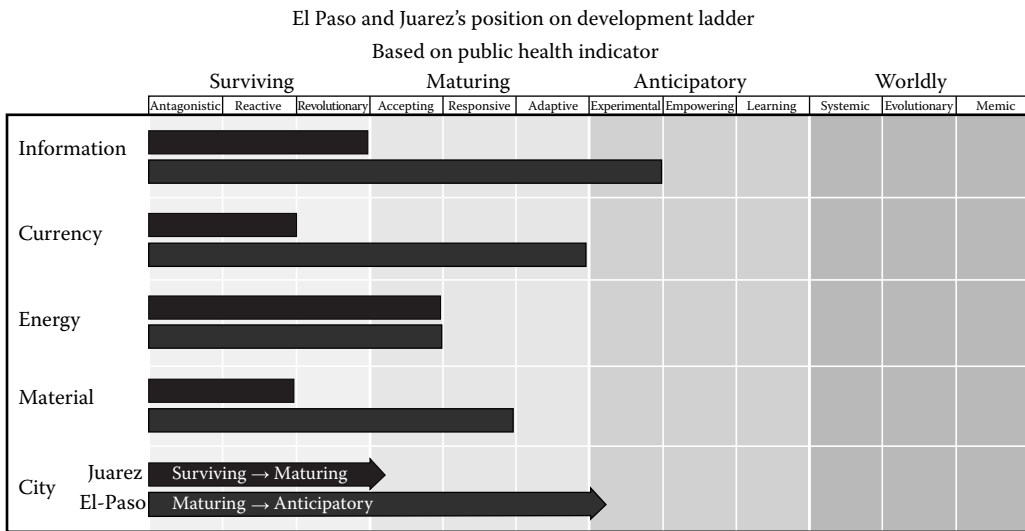 El Paso and Juarez's position on development ladder
Based on public health indicator
Surviving Maturing Anticipatory Worldly
Antagonistic Reactive Revolutionary Accepting Responsive Adaptive Experimental Empowering Learning Systemic Evolutionary Memic
Information
Currency
Energy
Material
City
Juarez Surviving → Maturing
El-Paso Maturing → Anticipatory